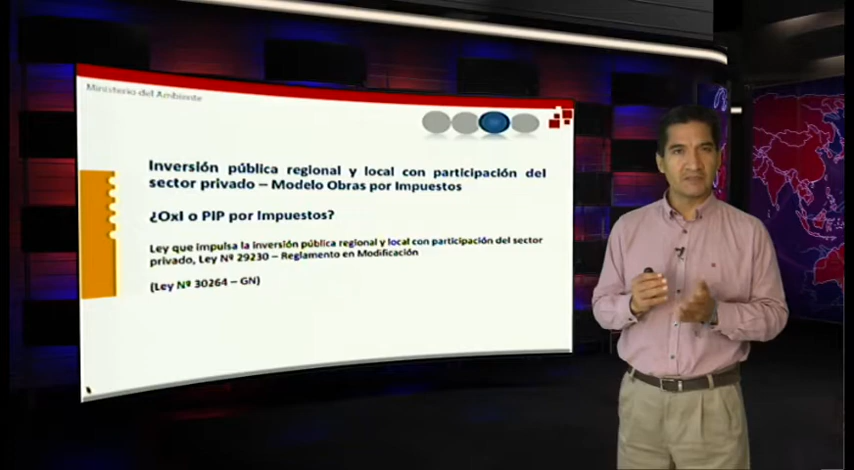 Ministerio del Ambiente
Inversión pública regional y local con participación del
sector privado – Modelo Obras por Impuestos
¿OxI o PIP por Impuestos?
Ley que impulsa la inversión pública regional y local con participación del sector
privado, Ley Nº 29230 – Reglamento en Modificación
(Ley Nº 30264 – GN)